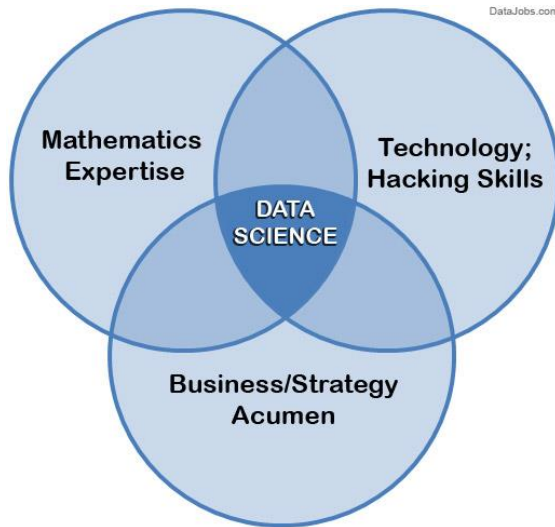 DataJobs.com
Mathematics
Expertise
Technology;
Hacking Skills
DATA
SCIENCE
Business/Strategy
Acumen